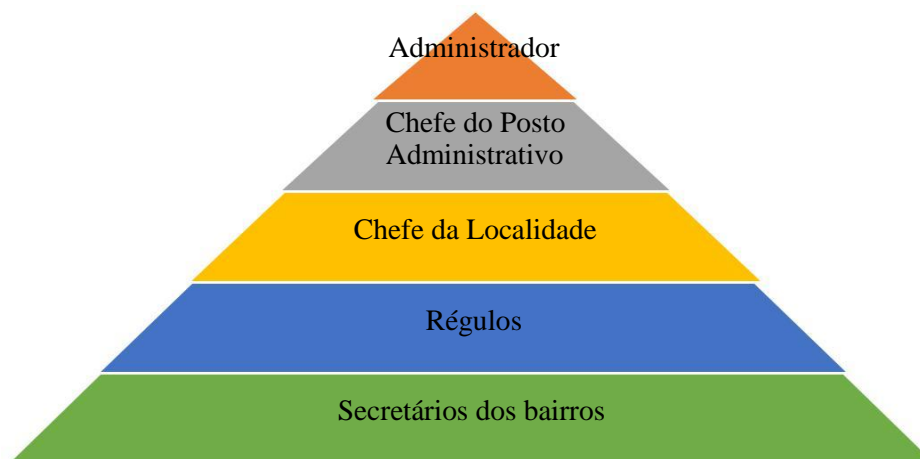 Administrador
Chefe do Posto
Administrativo
Chefe da Localidade
Régulos
Secretários dos bairros